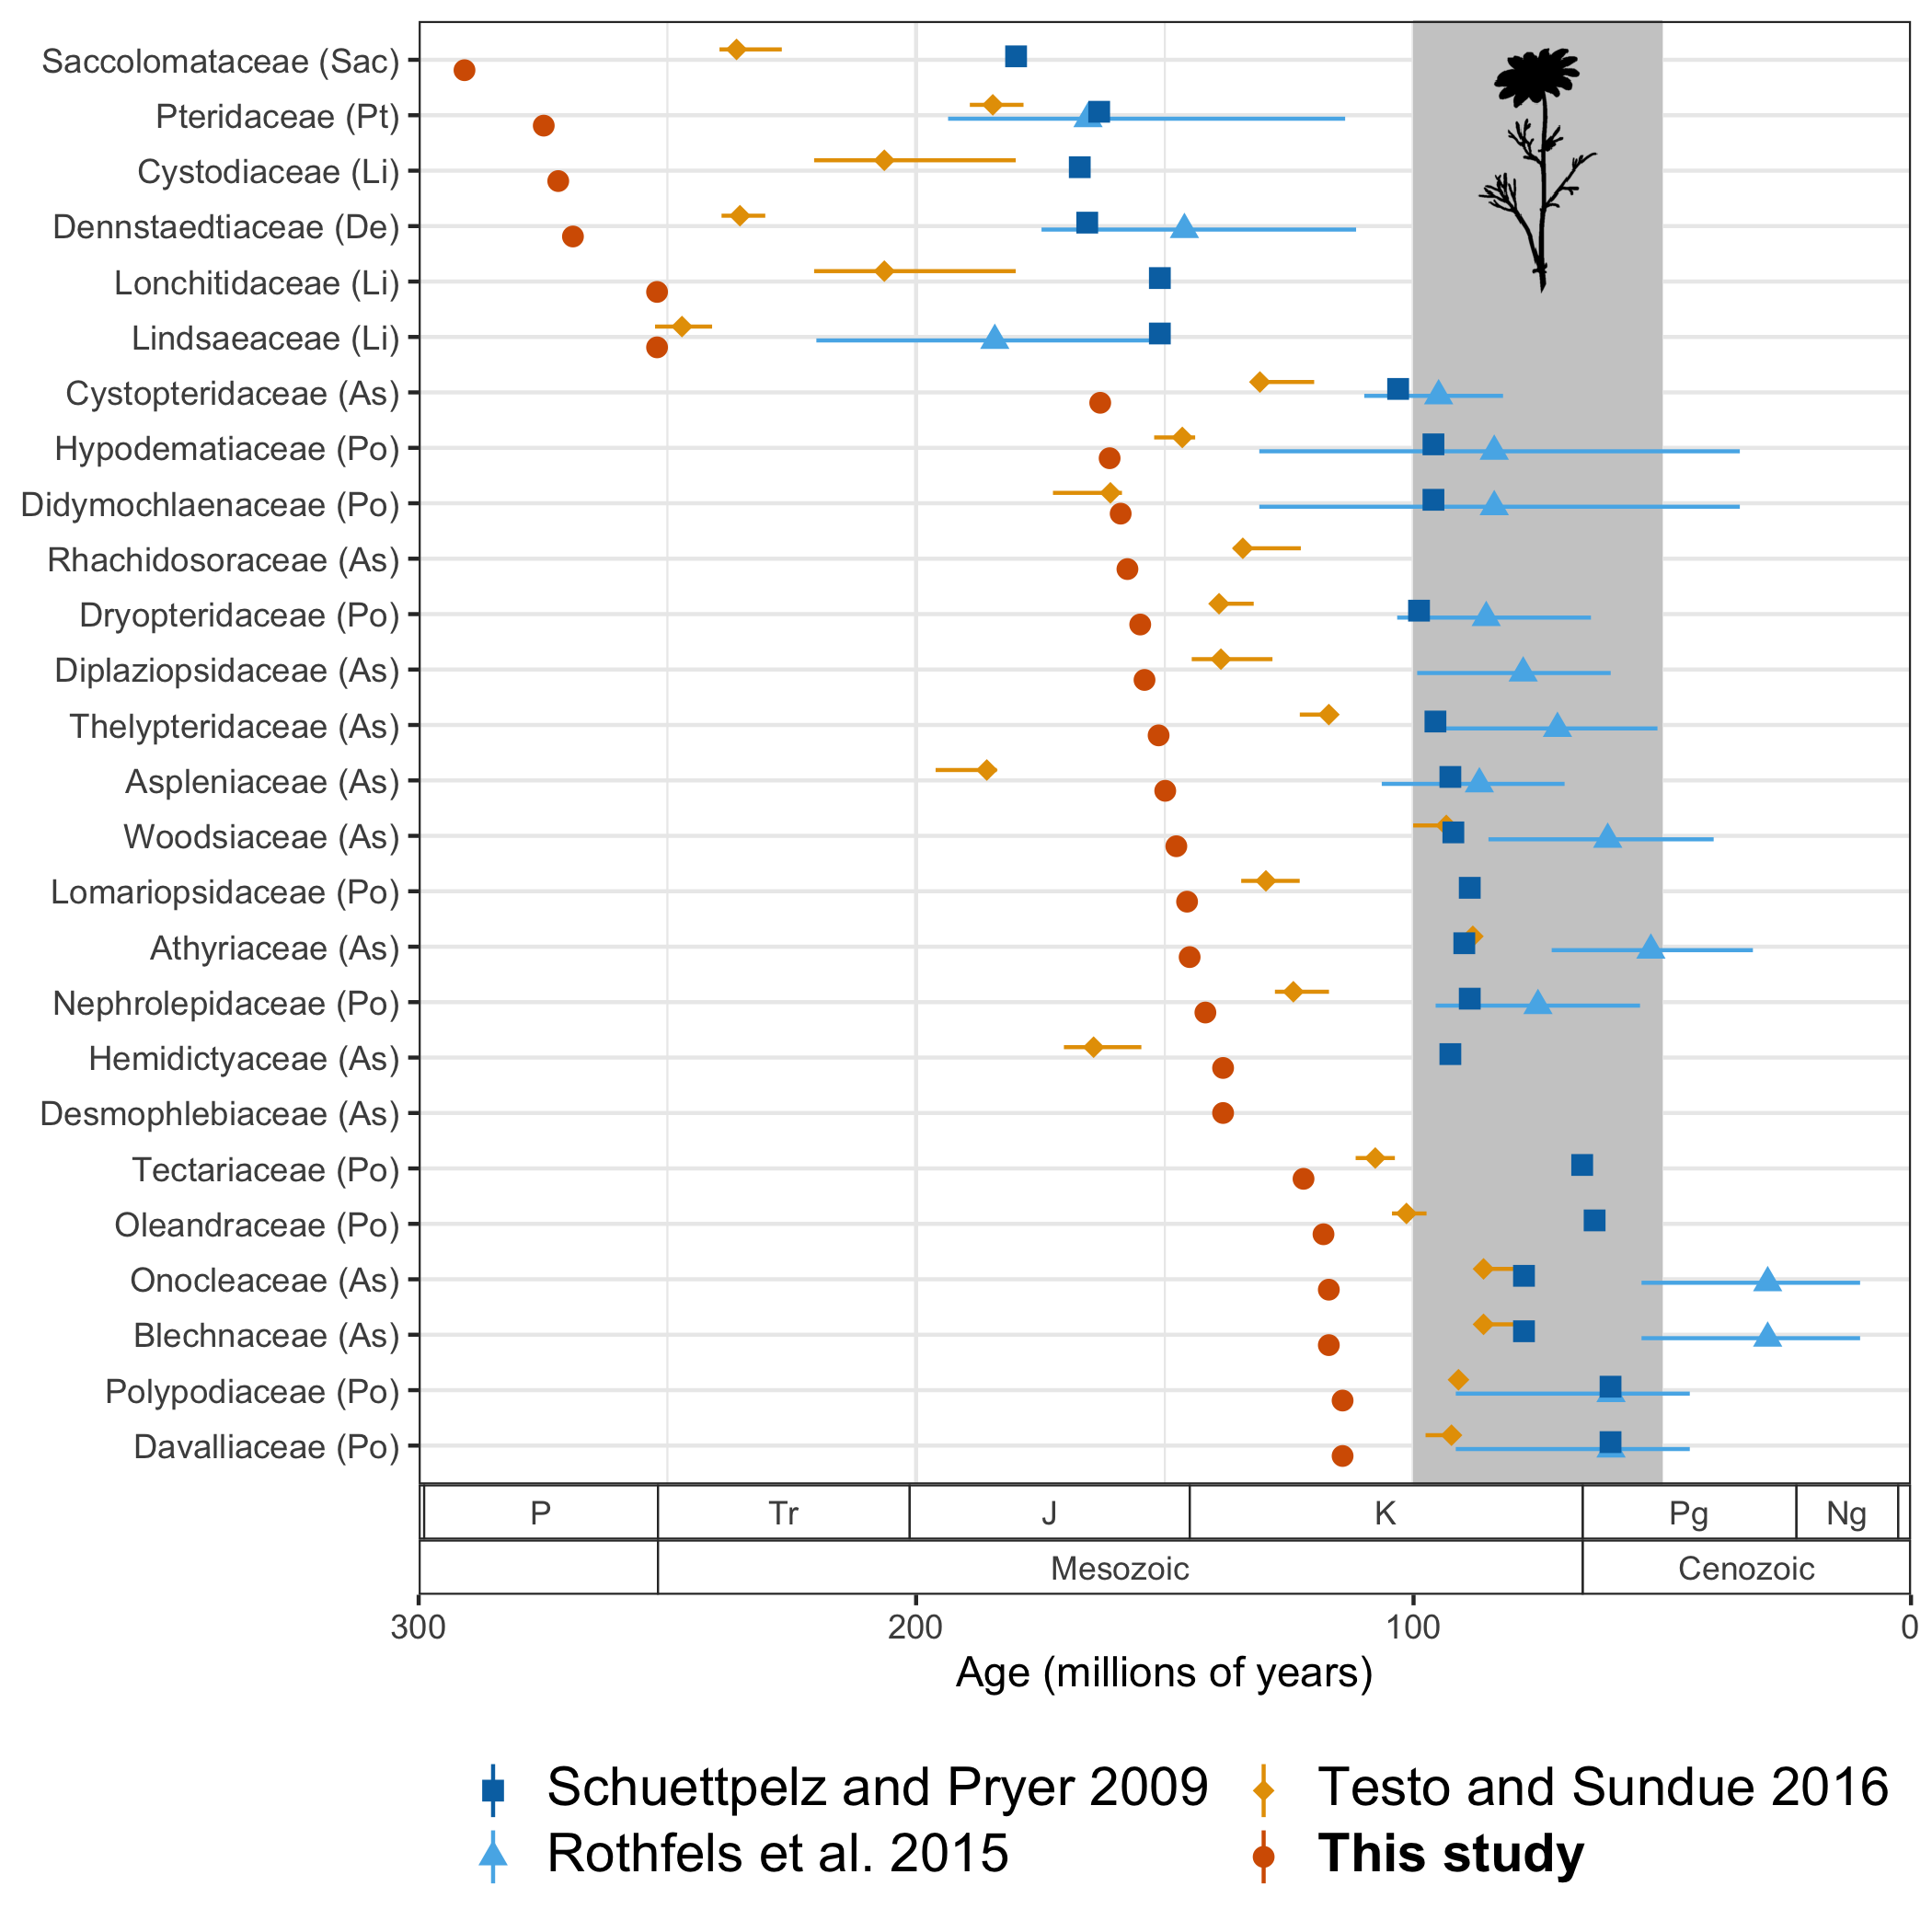 Saccolomataceae (Sac)
Pteridaceae (Pt)
Cystodiaceae (Li)
Dennstaedtiaceae (De)
Lonchitidaceae (Li)
Lindsaeaceae (Li)
Cystopteridaceae (As)
Hypodematiaceae (Po)
Didymochlaenaceae (Po)
Rhachidosoraceae (As)
Dryopteridaceae (Po)
Diplaziopsidaceae (As)
Thelypteridaceae (As)
Aspleniaceae (As)
Woodsiaceae (As)
Lomariopsidaceae (Po)
Athyriaceae (As)
Nephrolepidaceae (Po)
Hemidictyaceae (As)
Desmophlebiaceae (As)
Tectariaceae (Po)
Oleandraceae (Po)
Onocleaceae (As)
Blechnaceae (As)
Polypodiaceae (Po)
Davalliaceae (Po)
P Tr J K Pg Ng
Mesozoic Cenozoic
300 200 100 0
Age (millions of years)
Schuettpelz and Pryer 2009 Testo and Sundue 2016
Rothfels et al. 2015 This study